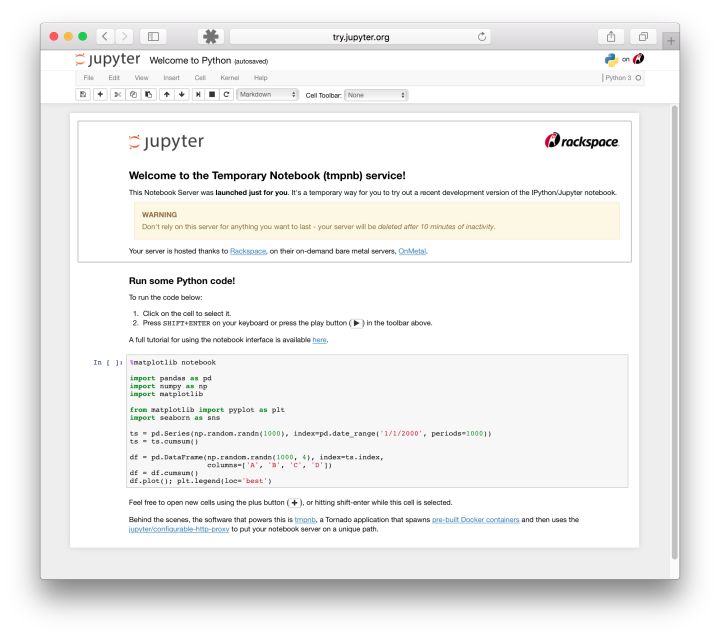 try.jupyter.org
jupyter Welcome to Python (autosaved)
on
File Edit View Insert Cell Kernel Help
Python 3
Markdown Cell Toolbar: None
jupyter
rackspace.
Welcome to the Temporary Notebook (tmpnb) service!
This Notebook Server was launched just for you. It's a temporary way for you to try out a recent development version of the IPython/Jupyter notebook.
WARNING
Don't rely on this server for anything you want to last - your server will be deleted after 10 minutes of inactivity.
Your server is hosted thanks to Rackspace, on their on-demand bare metal servers, OnMetal.
Run some Python code!
To run the code below:
1. Click on the cell to select it.
2. Press SHIFT+ENTER on your keyboard or press the play button (▶) in the toolbar above.
A full tutorial for using the notebook interface is available here.
In [ ]: %matplotlib notebook
import pandas as pd
import numpy as np
import matplotlib
from matplotlib import pyplot as plt
import seaborn as sns
ts = pd.Series(np.random.randn(1000), index=pd.date_range('1/1/2000', periods=1000))
ts = ts.cumsum()
df = pd.DataFrame(np.random.randn(1000, 4), index=ts.index,
columns=['A', 'B', 'C', 'D'])
df = df.cumsum()
df.plot(); plt.legend(loc='best')
Feel free to open new cells using the plus button (+), or hitting shift-enter while this cell is selected.
Behind the scenes, the software that powers this is tmpnb, a Tornado application that spawns pre-built Docker containers and then uses the
jupyter/configurable-http-proxy to put your notebook server on a unique path.